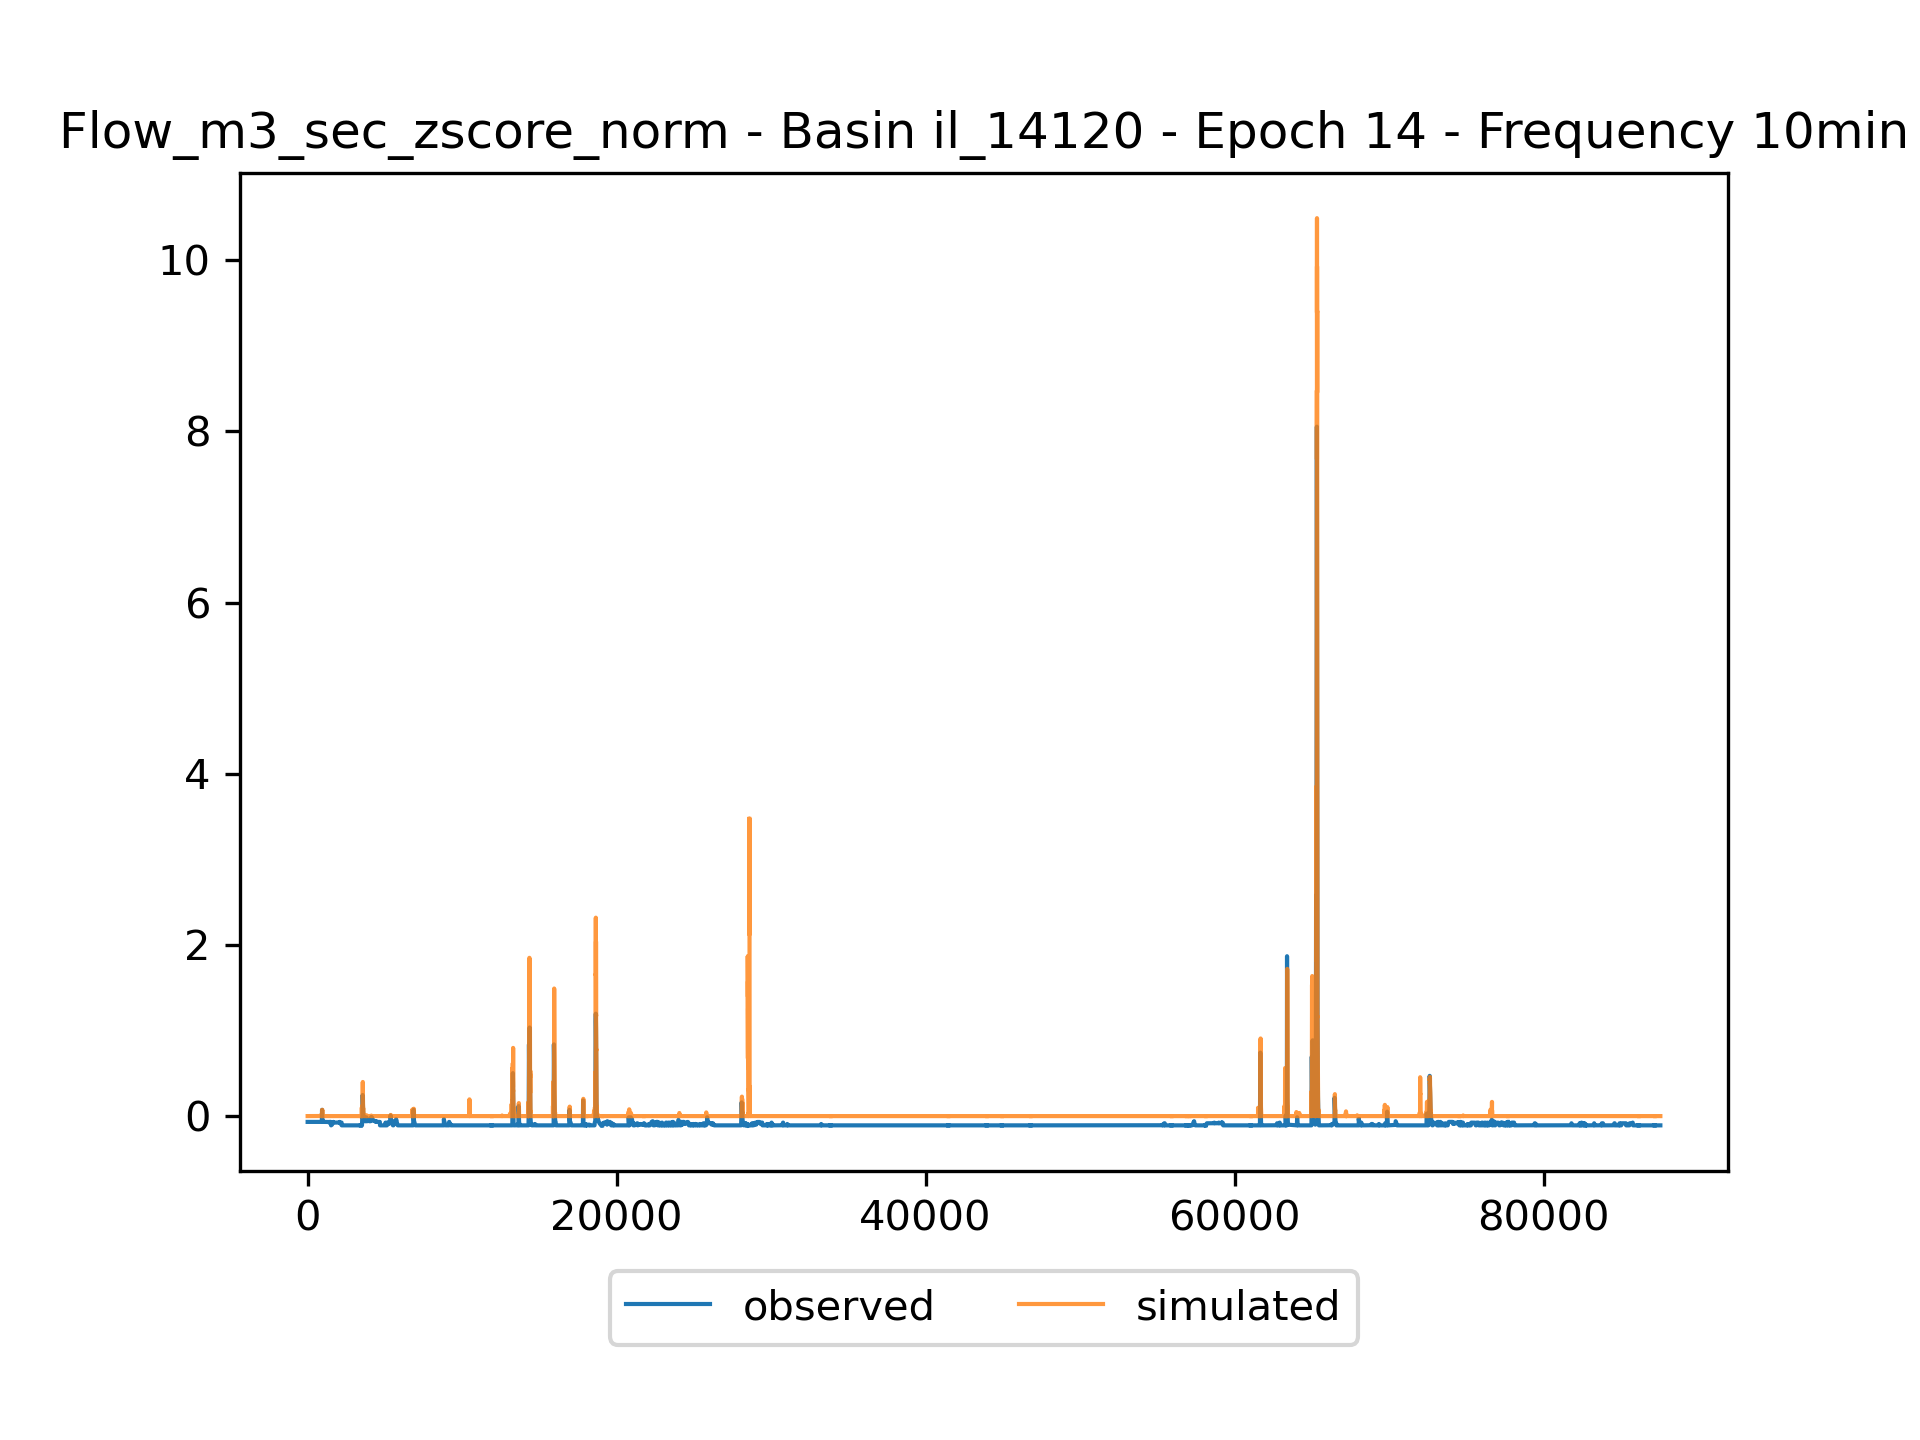 Flow_m3_sec_zscore_norm - Basin il_14120 - Epoch 14 - Frequency 10min
10
8
6
4
2
0
0 20000 40000 60000 80000
observed simulated